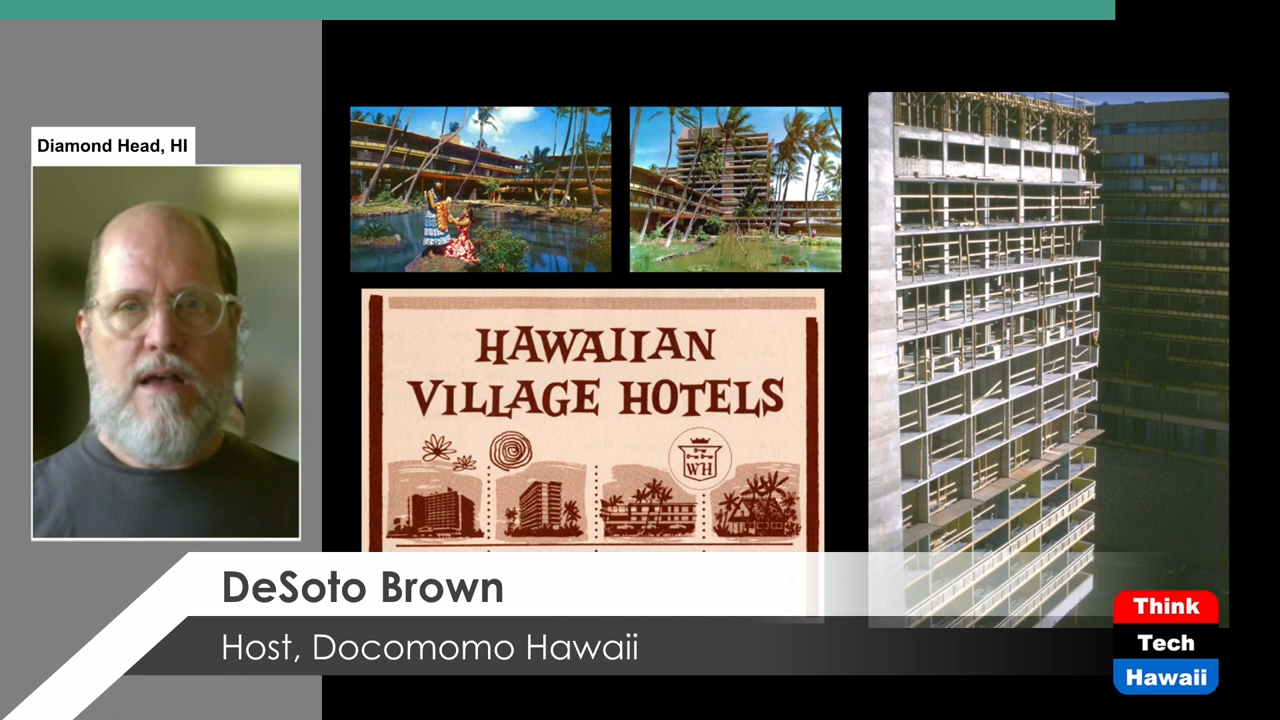 Diamond Head, HI
HAWAIIAN
VILLAGE HOTELS
WH
DeSoto Brown
Host, Docomomo Hawaii
Think
Tech
Hawaii